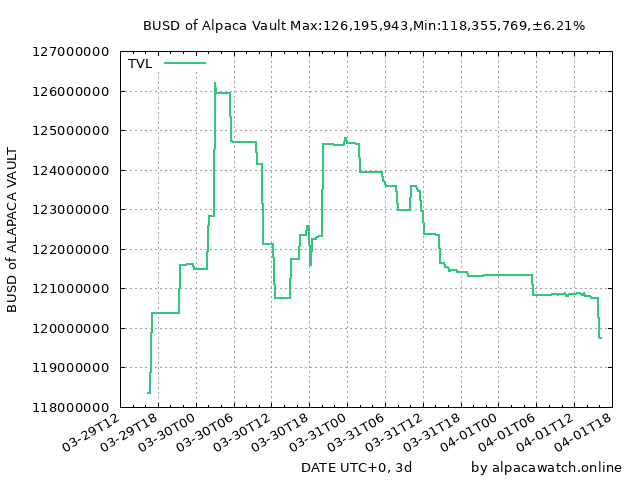 BUSD of Alpaca Vault Max:126,195,943,Min:118,355,769,±6.21%
TVL
127000000
126000000
125000000
124000000
123000000
122000000
121000000
120000000
119000000
118000000
BUSD of ALAPACA VAULT
03-29T12
03-29T18
03-30T00
03-30T06
03-30T12
03-30T18
03-31T00
03-31T06
03-31T12
03-31T18
04-01T00
04-01T06
04-01T12
04-01T18
DATE UTC+0, 3d
by alpacawatch.online